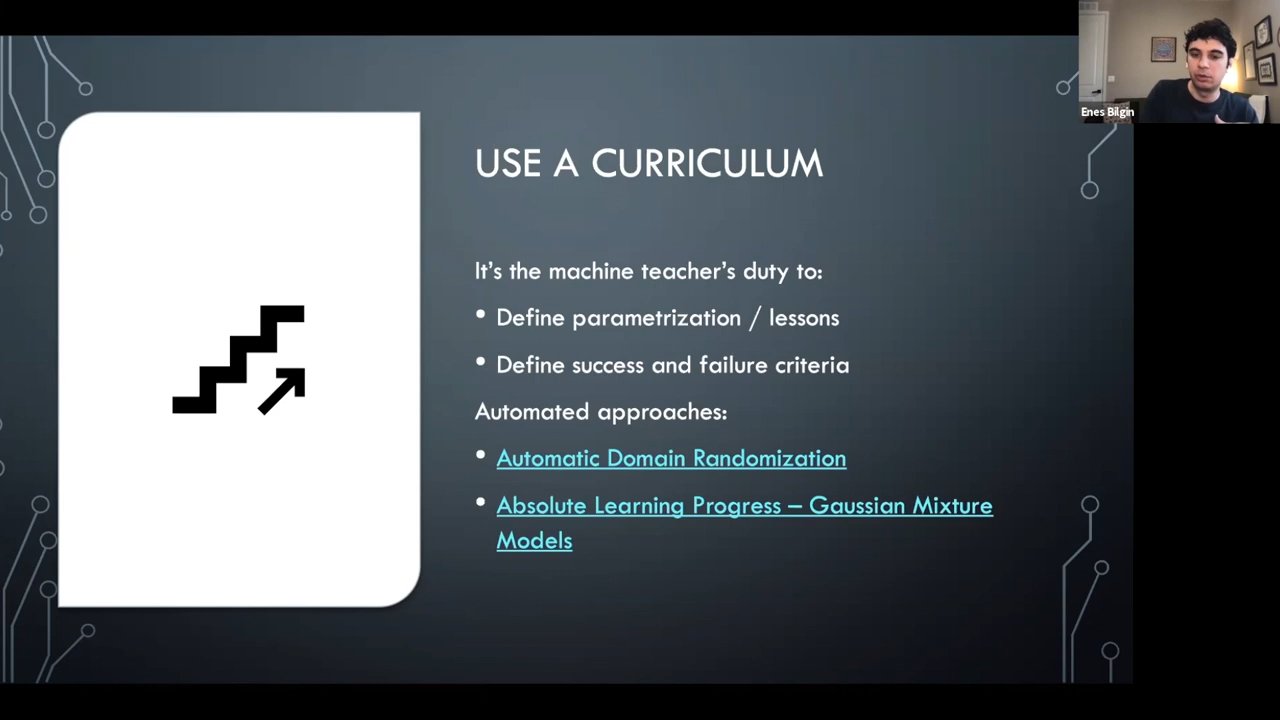 Enes Bilgin
USE A CURRICULUM
It's the machine teacher's duty to:
• Define parametrization / lessons
• Define success and failure criteria
Automated approaches:
• Automatic Domain Randomization
• Absolute Learning Progress – Gaussian Mixture
Models